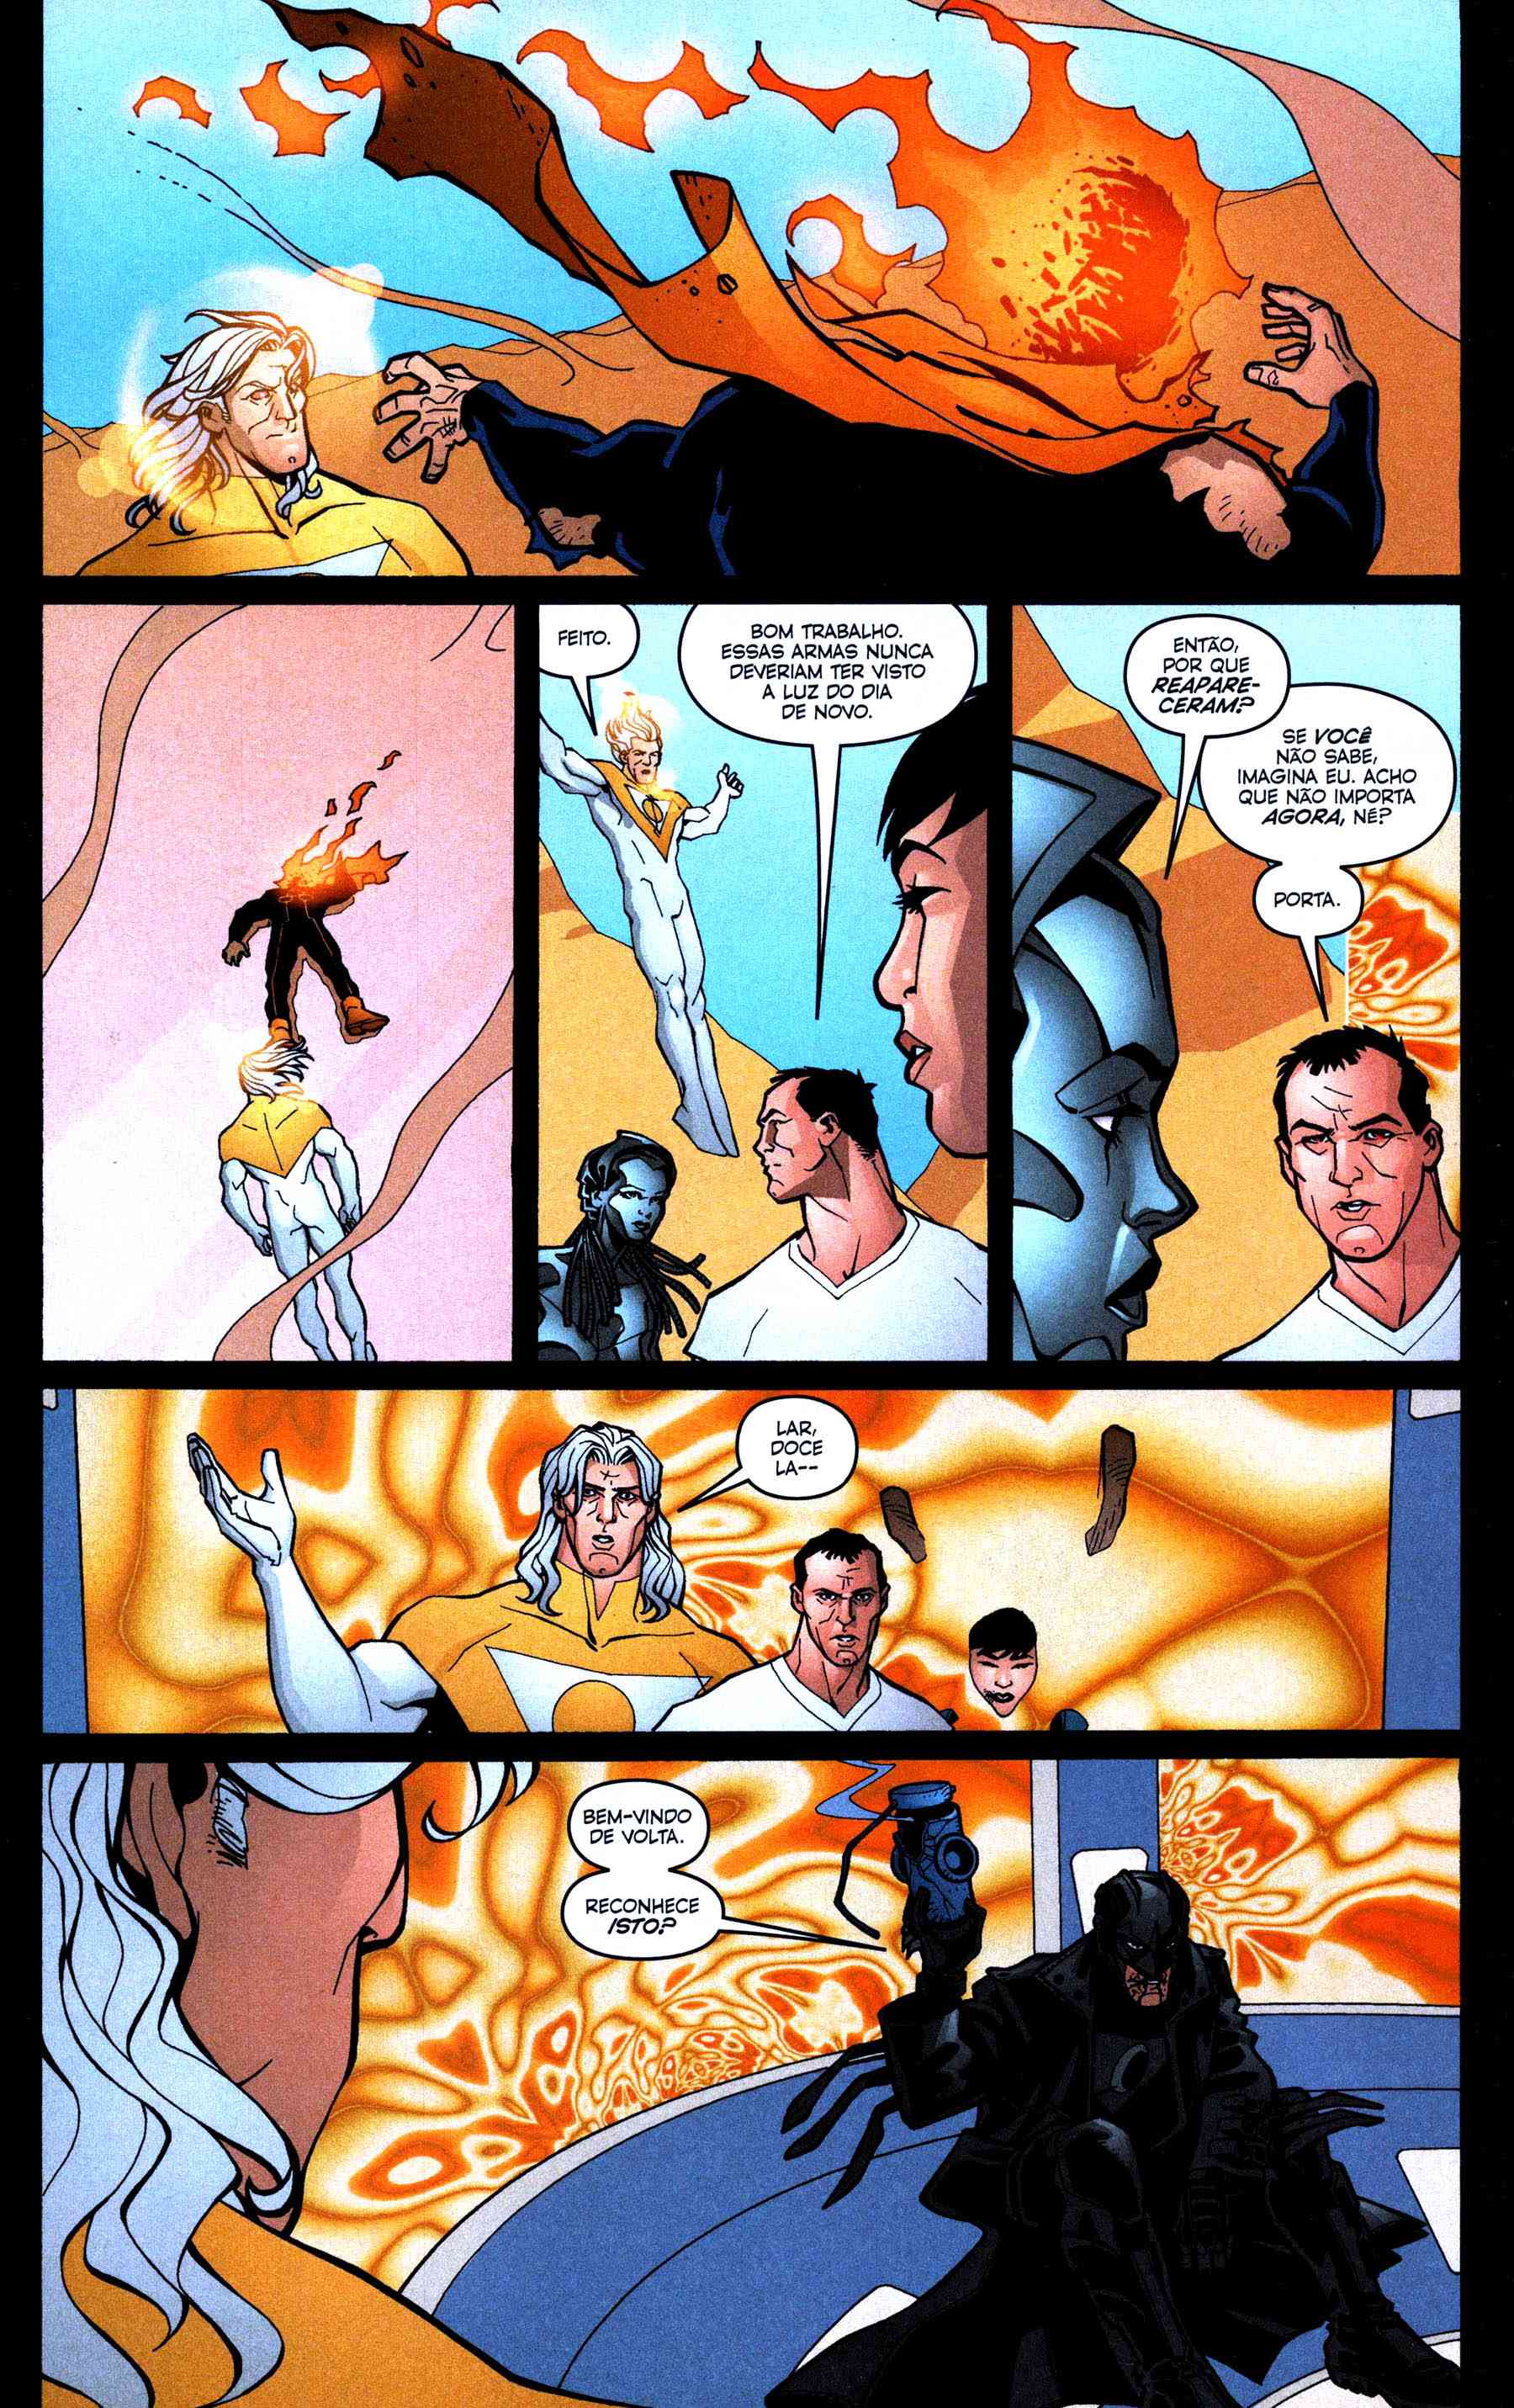 FEITO.
BOM TRABALHO.
ESSAS ARMAS NUNCA
DEVERIAM TER VISTO
A LUZ DO DIA
DE NOVO.
ENTÃO,
POR QUE
REAPARE-
CERAM?
SE VOCÊ
NÃO SABE,
IMAGINA EU. ACHO
QUE NÃO IMPORTA
AGORA, NÉ?
PORTA.
LAR,
DOCE
LA--
BEM-VINDO
DE VOLTA.
RECONHECE
ISTO?